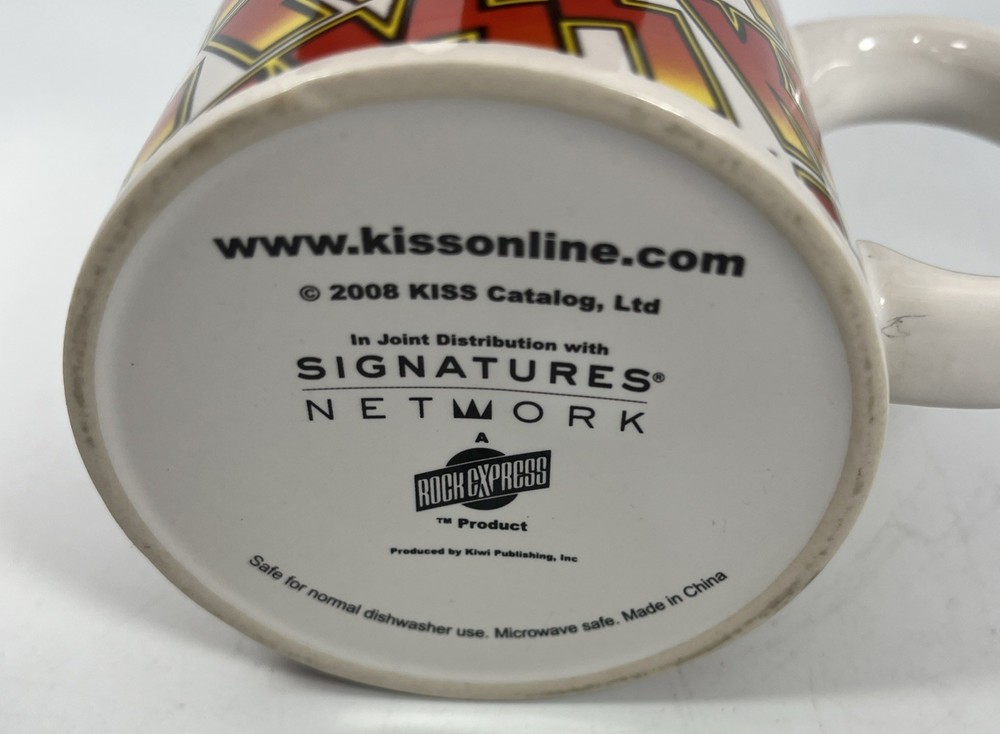 www.kissonline.com
© 2008 KISS Catalog, Ltd
In Joint Distribution with
SIGNATURES®
NETWORK
A
ROCK EXPRESS
™ Product
Produced by Kiwi Publishing, Inc
Safe for normal dishwasher use. Microwave safe. Made in China